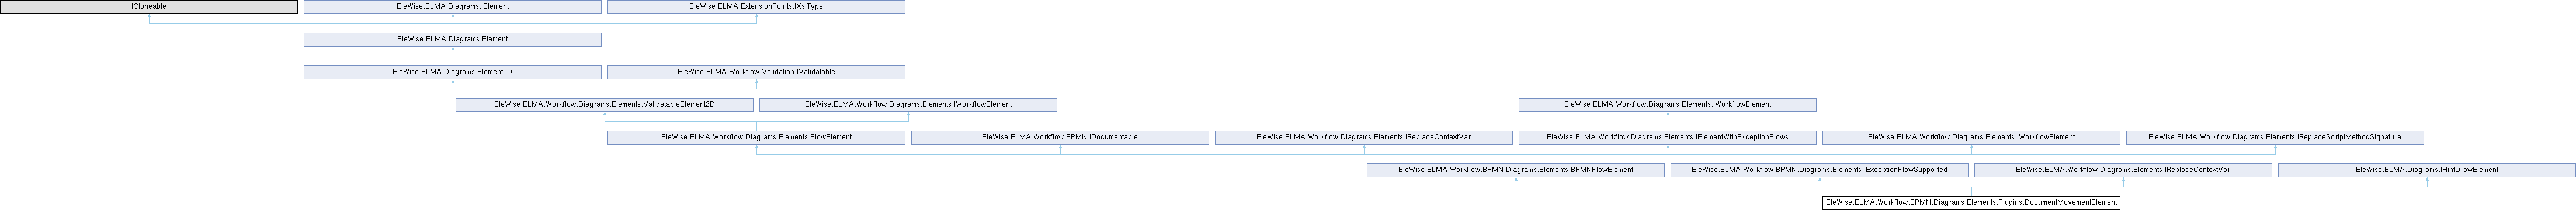 ICloneable
EleWise.ELMA.Diagrams.IElement
EleWise.ELMA.ExtensionPoints.IXsiType
EleWise.ELMA.Diagrams.Element
EleWise.ELMA.Diagrams.Element2D
EleWise.ELMA.Workflow.Validation.IValidatable
EleWise.ELMA.Workflow.Diagrams.Elements.ValidatableElement2D
EleWise.ELMA.Workflow.Diagrams.Elements.IWorkflowElement
EleWise.ELMA.Workflow.Diagrams.Elements.IWorkflowElement
EleWise.ELMA.Workflow.Diagrams.Elements.FlowElement
EleWise.ELMA.Workflow.BPMN.IDocumentable
EleWise.ELMA.Workflow.Diagrams.Elements.IReplaceContextVar
EleWise.ELMA.Workflow.Diagrams.Elements.IElementWithExceptionFlows
EleWise.ELMA.Workflow.Diagrams.Elements.IWorkflowElement
EleWise.ELMA.Workflow.Diagrams.Elements.IReplaceScriptMethodSignature
EleWise.ELMA.Workflow.BPMN.Diagrams.Elements.BPMNFlowElement
EleWise.ELMA.Workflow.BPMN.Diagrams.Elements.IExceptionFlowSupported
EleWise.ELMA.Workflow.Diagrams.Elements.IReplaceContextVar
EleWise.ELMA.Diagrams.IHintDrawElement
EleWise.ELMA.Workflow.BPMN.Diagrams.Elements.Plugins.DocumentMovementElement